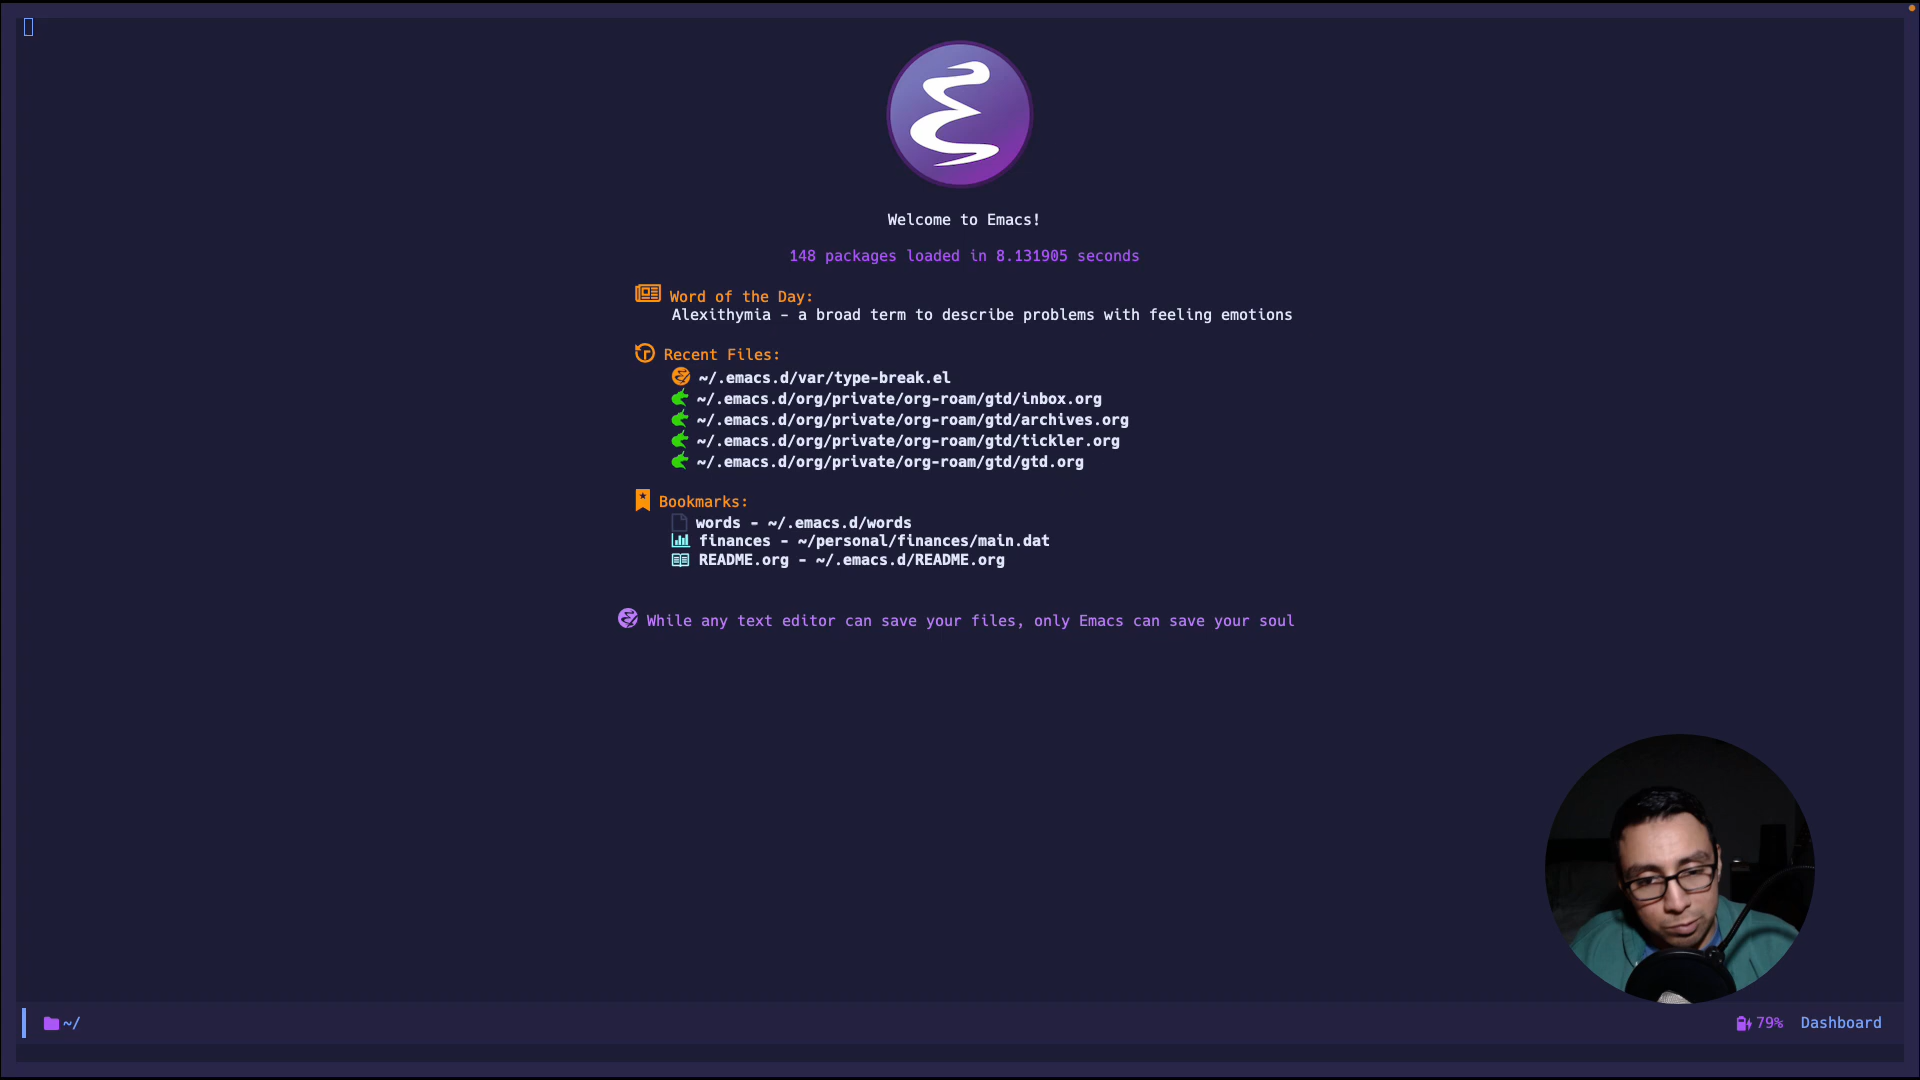 Welcome to Emacs!
148 packages loaded in 8.131905 seconds
Word of the Day:
Alexithymia - a broad term to describe problems with feeling emotions
Recent Files:
~/.emacs.d/var/type-break.el
~/.emacs.d/org/private/org-roam/gtd/inbox.org
~/.emacs.d/org/private/org-roam/gtd/archives.org
~/.emacs.d/org/private/org-roam/gtd/tickler.org
~/.emacs.d/org/private/org-roam/gtd/gtd.org
Bookmarks:
words - ~/.emacs.d/words
finances - ~/personal/finances/main.dat
README.org - ~/.emacs.d/README.org
While any text editor can save your files, only Emacs can save your soul
~/
79% Dashboard